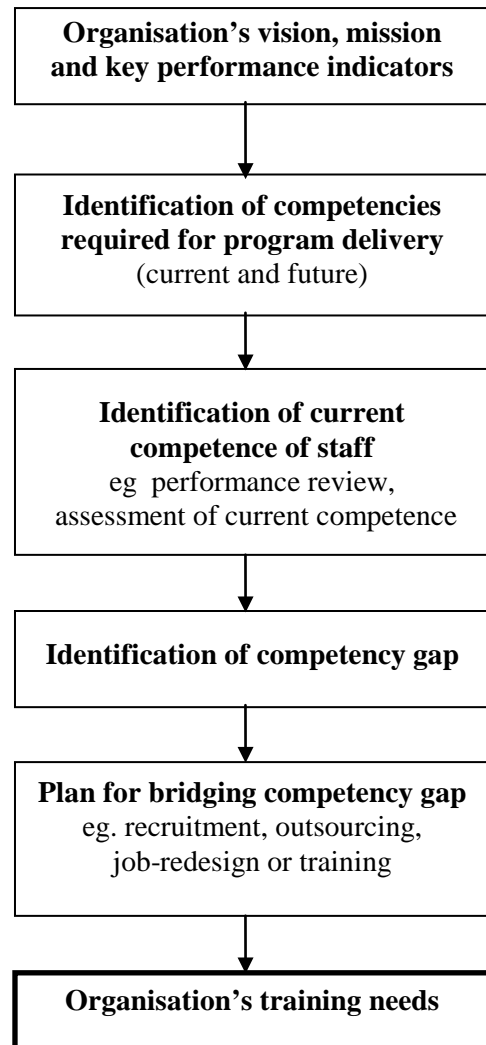 Organisation’s vision, mission
and key performance indicators
Identification of competencies
required for program delivery
(current and future)
Identification of current
competence of staff
eg performance review,
assessment of current competence
Identification of competency gap
Plan for bridging competency gap
eg. recruitment, outsourcing,
job-redesign or training
Organisation’s training needs